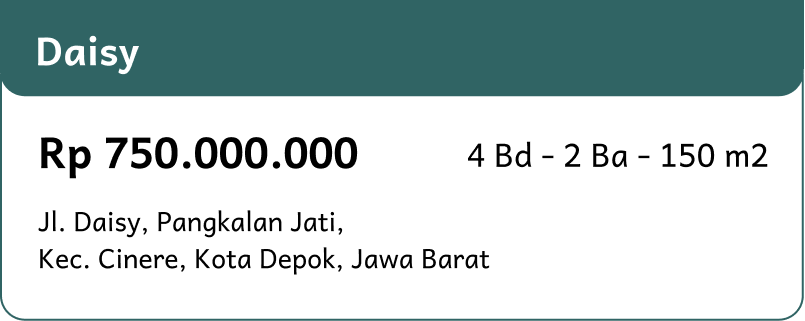 Daisy
Rp 750.000.000
4 Bd - 2 Ba - 150 m2
Jl. Daisy, Pangkalan Jati,
Kec. Cinere, Kota Depok, Jawa Barat